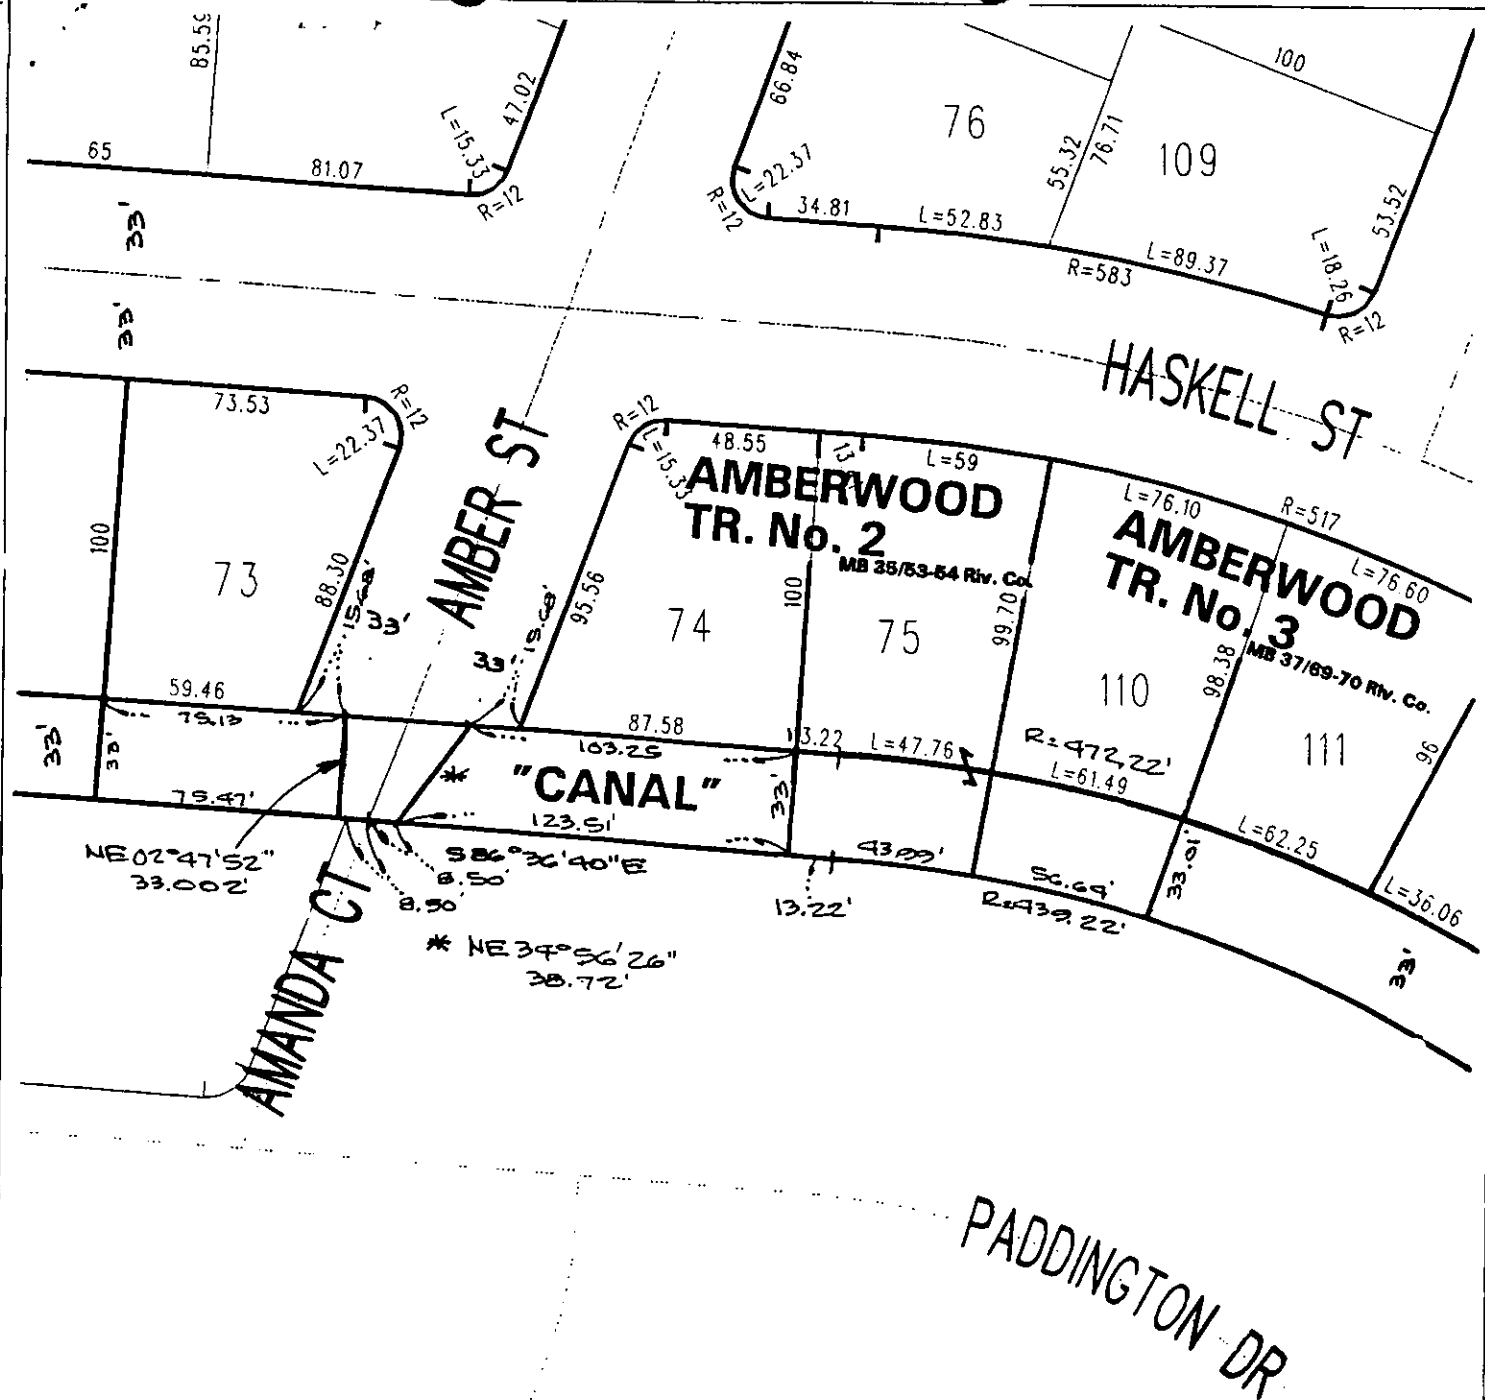 85.59
65
81.07
L=15.33
R=12
47.02
66.84
R=12
L=22.37
34.81
L=52.83
76
55.32
76.71
109
100
L=89.37
R=583
L=18.26
R=12
53.52
33'
33'
HASKELL ST
73.53
R=12
L=22.37
100
73
88.30
15.68'
33'
AMBER ST
33'
15.68'
95.56
R=12
L=15.33
48.55
L=59
AMBERWOOD
TR. No. 2
MB 35/53-54 Riv. Co.
74
100
75
99.70
L=76.10
R=517
L=76.60
AMBERWOOD
TR. No. 3
MB 37/69-70 Riv. Co.
110
98.38
111
96
59.46
75.13
33'
33'
75.47'
87.58
103.25
13.22
L=47.76
R=472.22'
L=61.49
L=62.25
L=36.06
*
"CANAL"
33'
123.51'
S86°36'40"E
8.50'
8.50'
NE 02°47'52"
33.002'
43.99'
13.22'
56.64'
R=439.22'
33.01'
33'
* NE 34°56'26"
38.72'
AMANDA CT
PADDINGTON DR